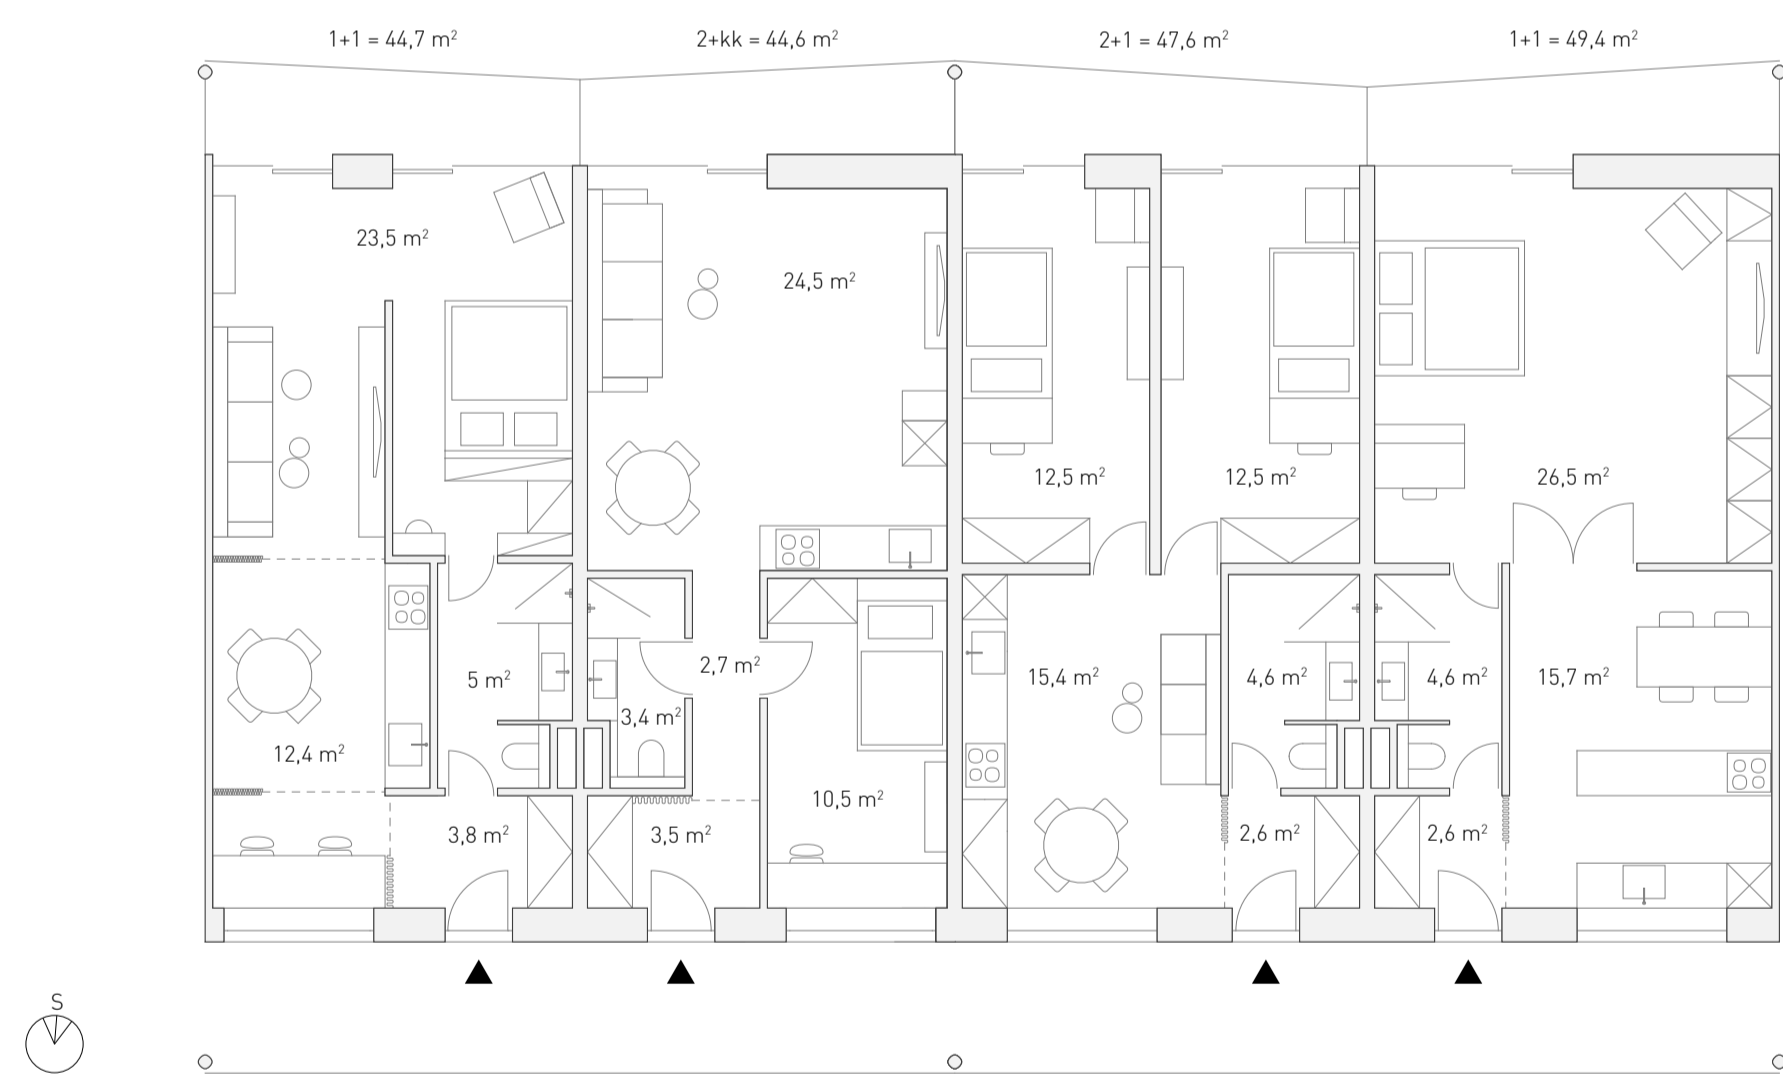 1+1 = 44,7 m²
2+kk = 44,6 m²
2+1 = 47,6 m²
1+1 = 49,4 m²
23,5 m²
24,5 m²
12,5 m²
12,5 m²
26,5 m²
5 m²
2,7 m²
15,4 m²
4,6 m²
4,6 m²
15,7 m²
3,4 m²
12,4 m²
10,5 m²
3,8 m²
3,5 m²
2,6 m²
2,6 m²
S